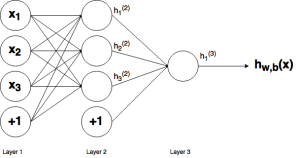 x₁
h₁⁽²⁾
x₂
h₂⁽²⁾
h₁⁽³⁾
h_{w,b}(x)
x₃
h₃⁽²⁾
+1
+1
Layer 1
Layer 2
Layer 3